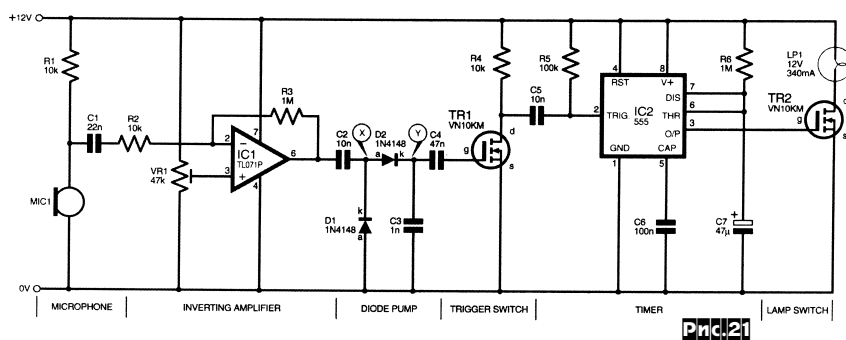 +12V
R1
10k
C1
22n
R2
10k
MIC1
VR1
47k
R3
1M
2
3
7
4
6
IC1
TL071P
C2
10n
X
D2
1N4148
a
k
Y
C4
47n
D1
1N4148
k
a
C3
1n
R4
10k
TR1
VN10KM
g
d
s
C5
10n
R5
100k
4
8
RST
V+
2
TRIG.
IC2
555
DIS
7
THR
6
O/P
3
GND
CAP
1
5
C6
100n
R6
1M
+
C7
47µ
LP1
12V
340mA
TR2
VN10KM
g
d
s
0V
MICROPHONE
INVERTING AMPLIFIER
DIODE PUMP
TRIGGER SWITCH
TIMER
LAMP SWITCH
Рис.21